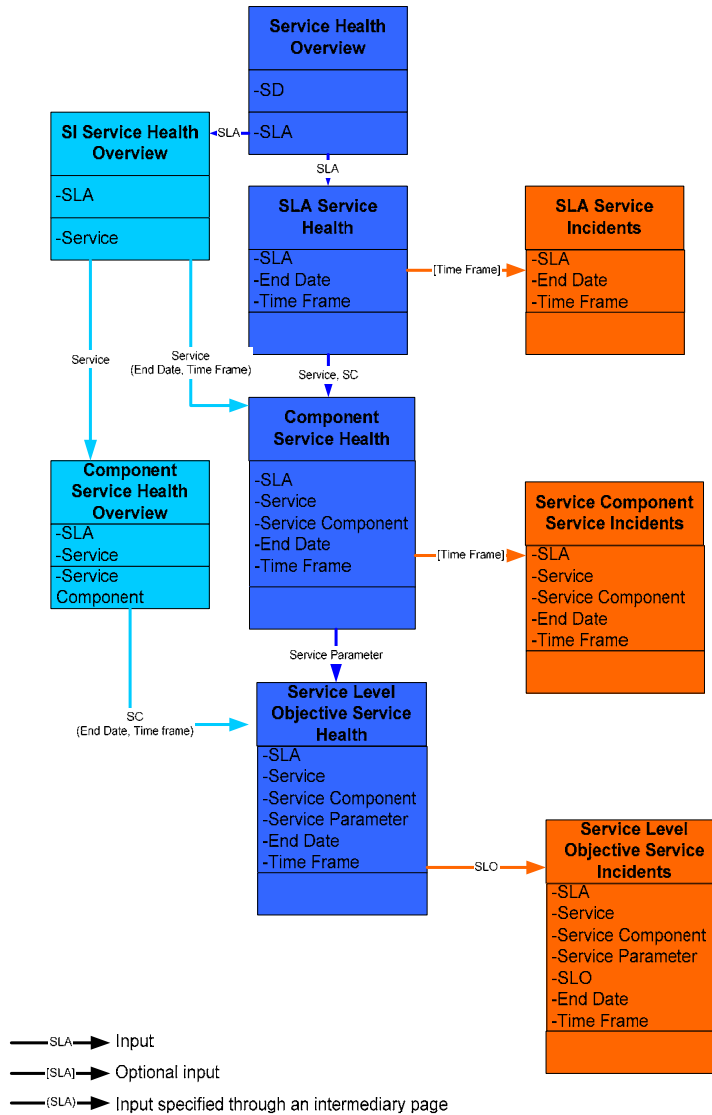 Service Health
Overview
-SD
-SLA
SLA
SLA
SI Service Health
Overview
-SLA
-Service
SLA Service
Health
-SLA
-End Date
-Time Frame
[Time Frame]
SLA Service
Incidents
-SLA
-End Date
-Time Frame
Service
Service
(End Date, Time Frame)
Service, SC
Component
Service Health
-SLA
-Service
-Service Component
-End Date
-Time Frame
[Time Frame]
Service Component
Service Incidents
-SLA
-Service
-Service Component
-End Date
-Time Frame
Component
Service Health
Overview
-SLA
-Service
-Service
Component
SC
(End Date, Time frame)
Service Parameter
Service Level
Objective Service
Health
-SLA
-Service
-Service Component
-Service Parameter
-End Date
-Time Frame
SLO
Service Level
Objective Service
Incidents
-SLA
-Service
-Service Component
-Service Parameter
-SLO
-End Date
-Time Frame
SLA Input
[SLA] Optional input
(SLA) Input specified through an intermediary page